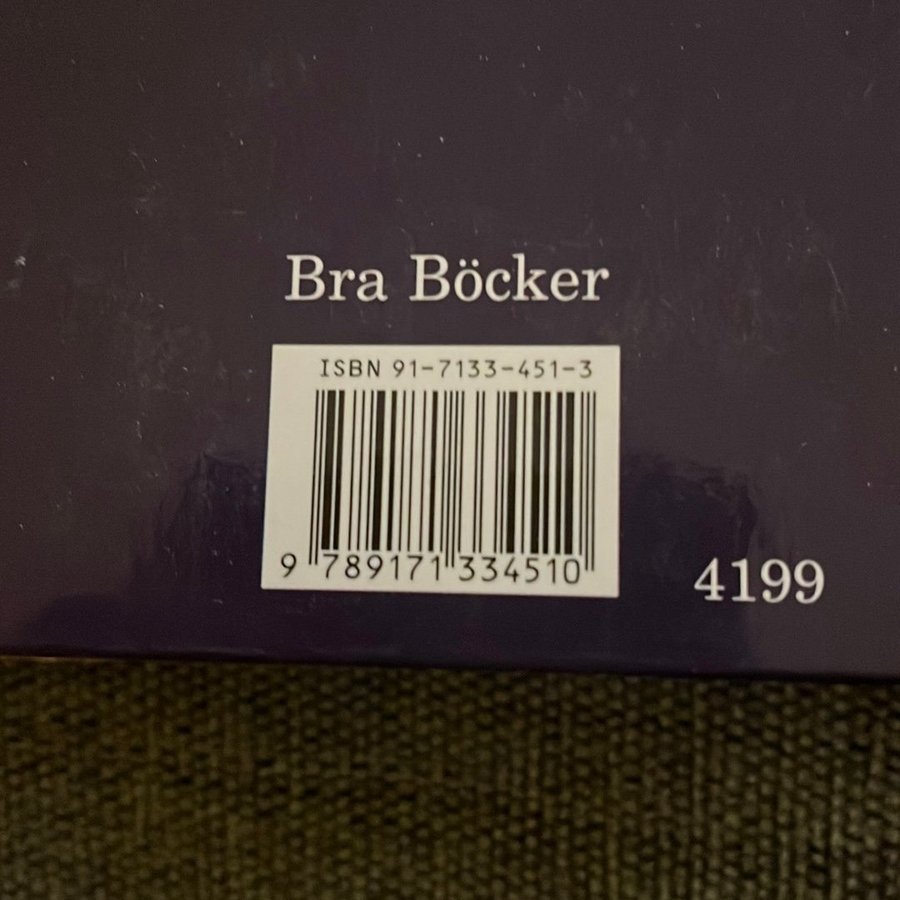 Bra Böcker
ISBN 91-7133-451-3
9 789171 334510
4199